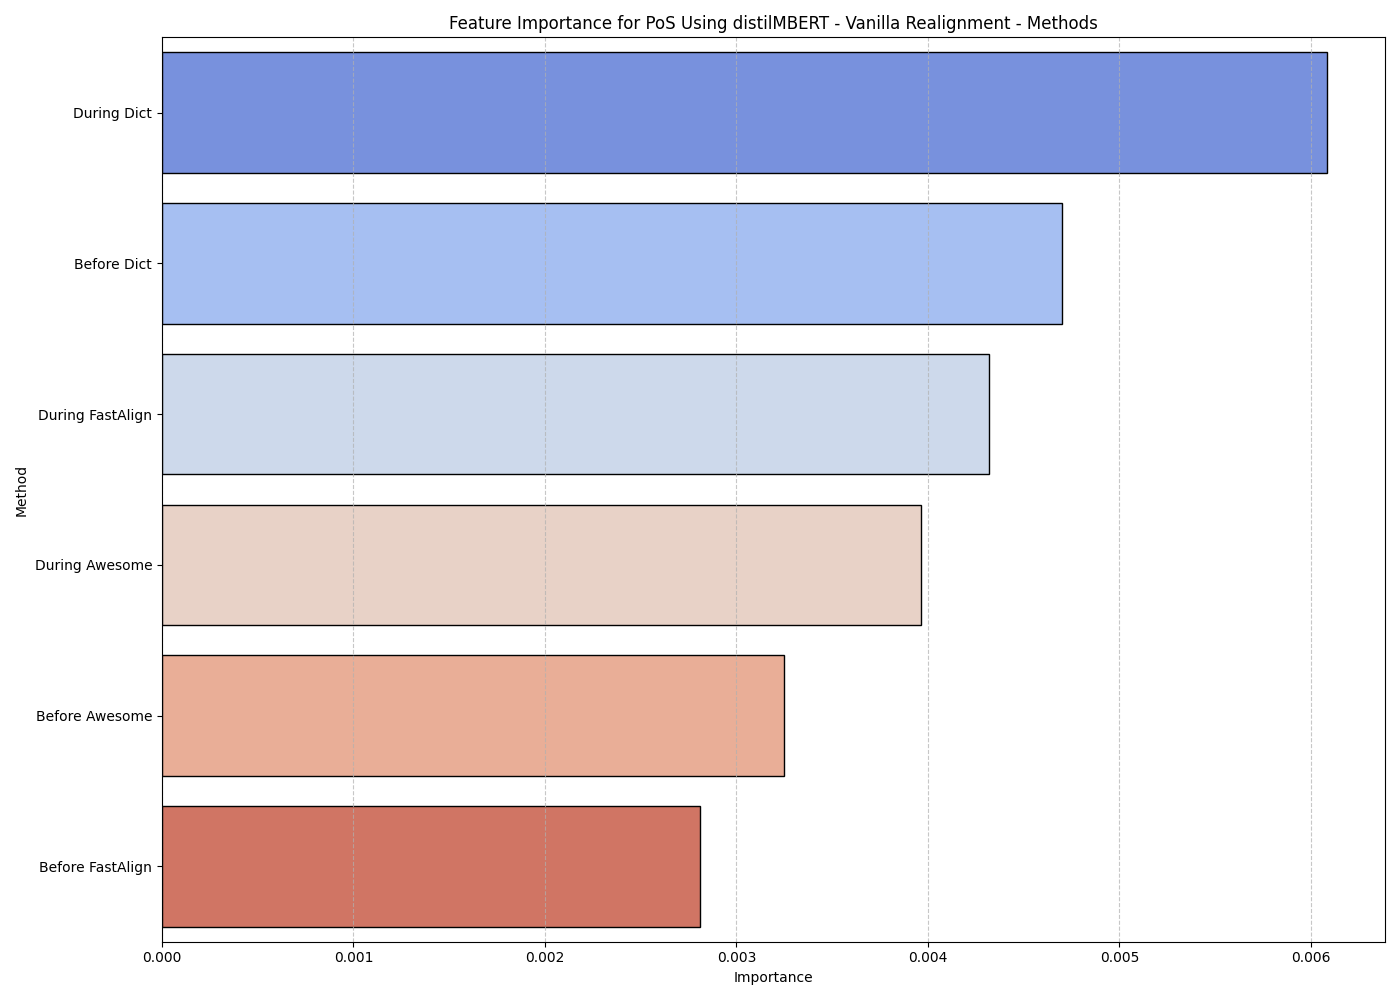 Feature Importance for PoS Using distilMBERT - Vanilla Realignment - Methods
During Dict
Before Dict
During FastAlign
During Awesome
Before Awesome
Before FastAlign
Method
0.000 0.001 0.002 0.003 0.004 0.005 0.006
Importance